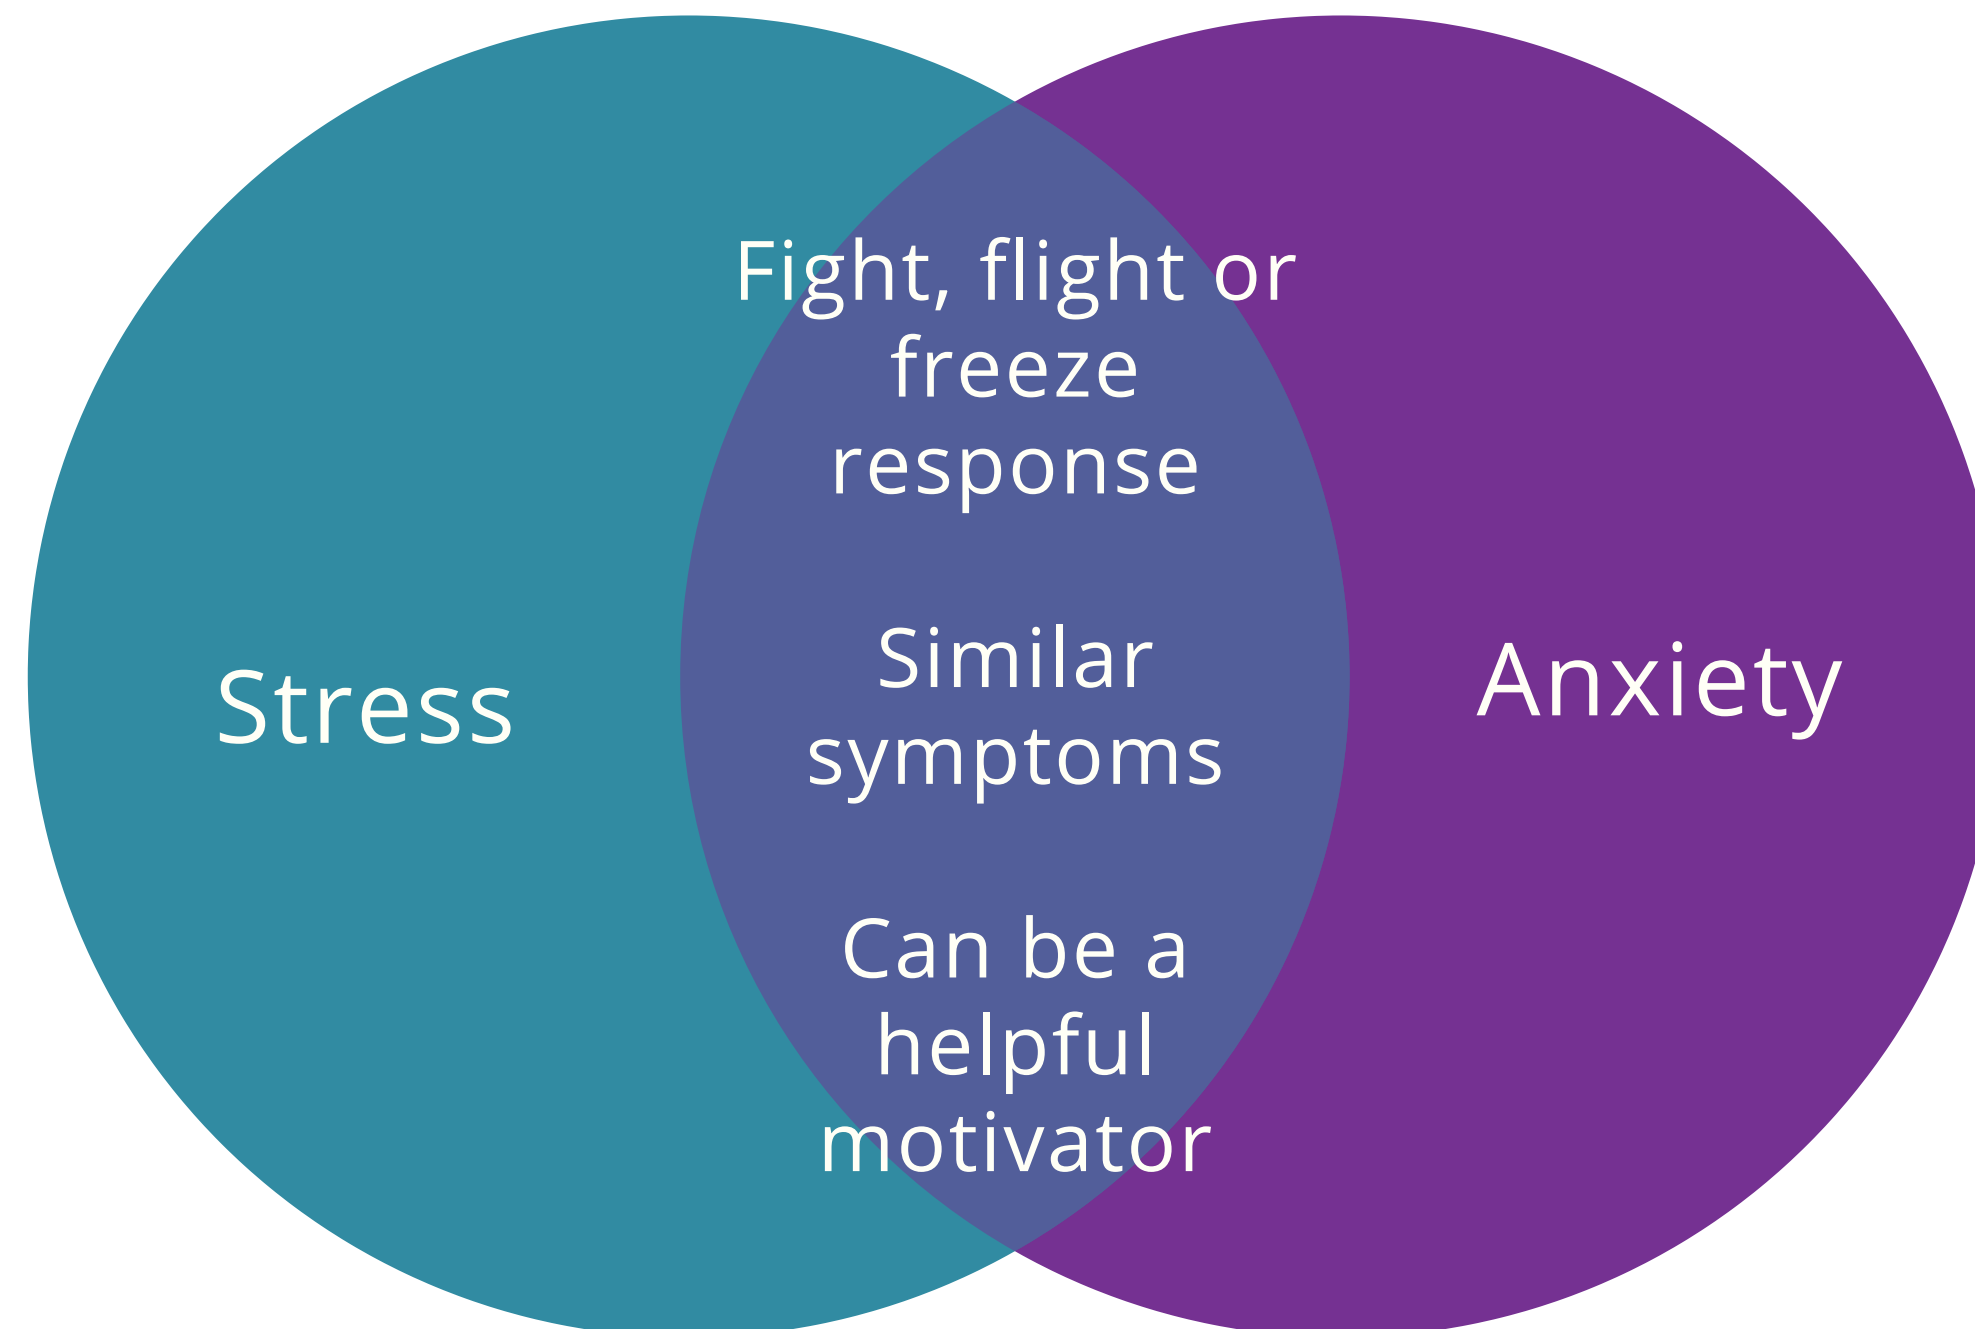 Fight, flight or
freeze
response
Similar
symptoms
Stress
Anxiety
Can be a
helpful
motivator